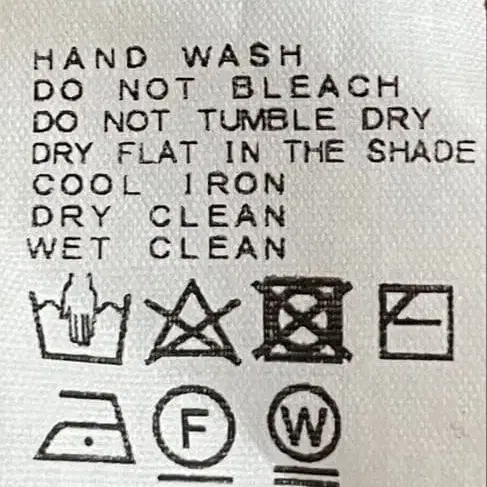 HAND WASH
DO NOT BLEACH
DO NOT TUMBLE DRY
DRY FLAT IN THE SHADE
COOL IRON
DRY CLEAN
WET CLEAN
F W